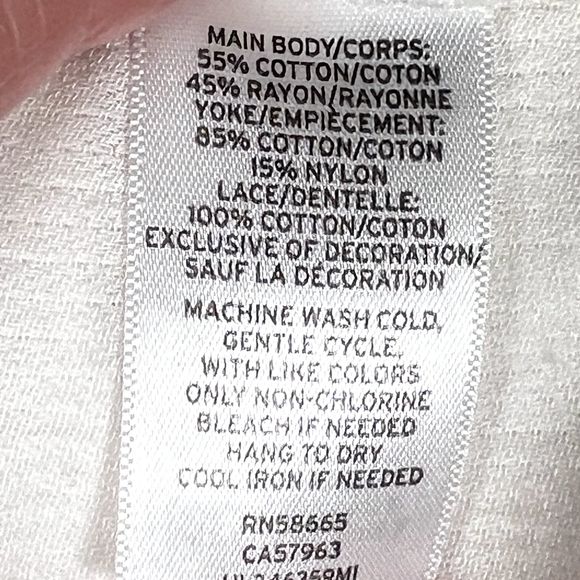 MAIN BODY/CORPS:
55% COTTON/COTON
45% RAYON/RAYONNE
YOKE/EMPIÈCEMENT:
85% COTTON/COTON
15% NYLON
LACE/DENTELLE:
100% COTTON/COTON
EXCLUSIVE OF DECORATION/
SAUF LA DÉCORATION
MACHINE WASH COLD,
GENTLE CYCLE,
WITH LIKE COLORS
ONLY NON-CHLORINE
BLEACH IF NEEDED
HANG TO DRY
COOL IRON IF NEEDED
RN58665
CA57963